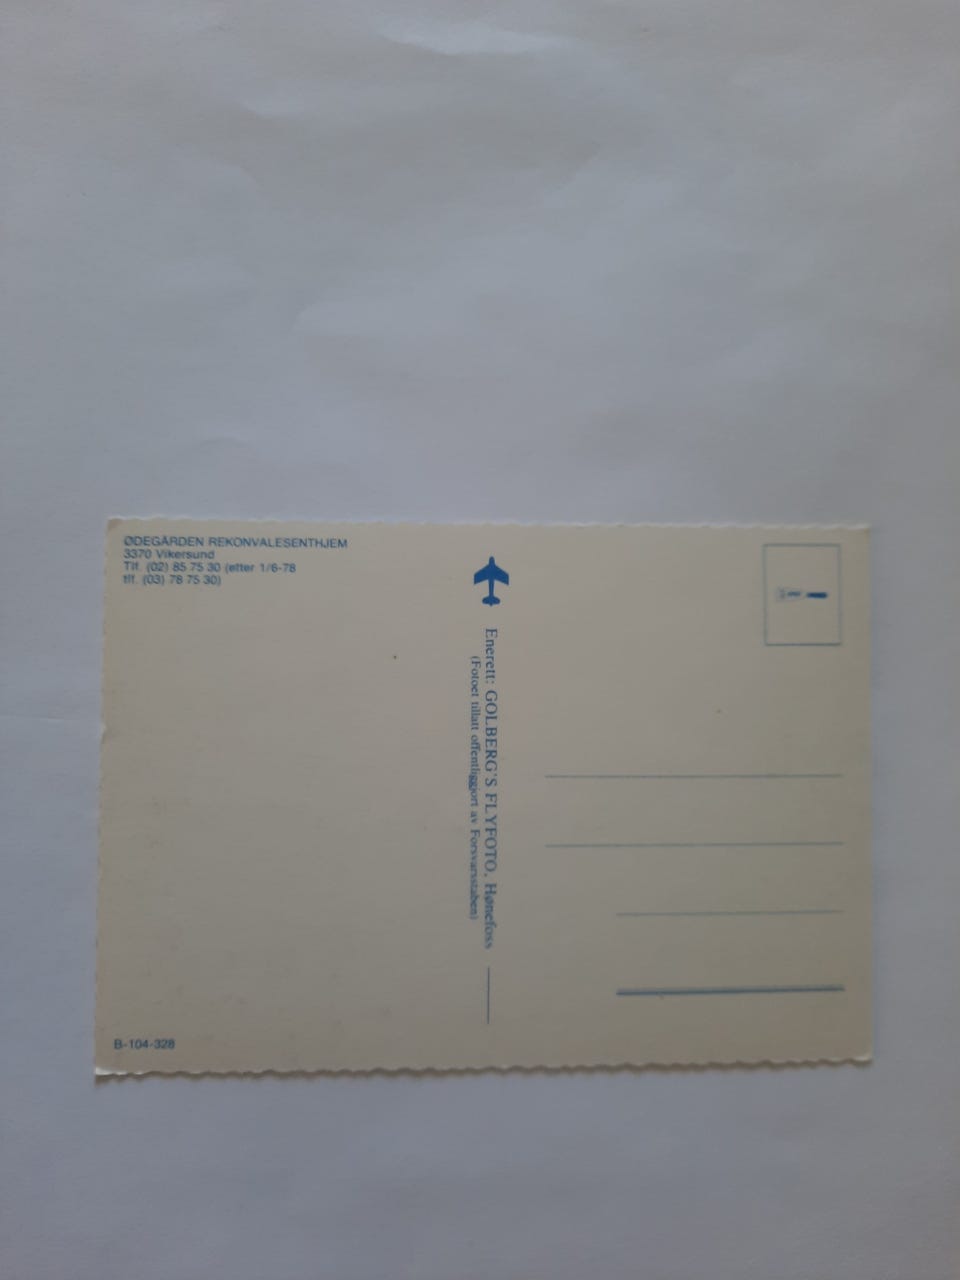 ØDEGÅRDEN REKONVALESENTHJEM
3370 Vikersund
Tlf. (02) 85 75 30 (etter 1/6-78
tlf. (03) 78 75 30)
Enerett: GOLBERG'S FLYFOTO, Hønefoss
(Fotoet tillatt offentliggjort av Forsvarsstaben)
B-104-328